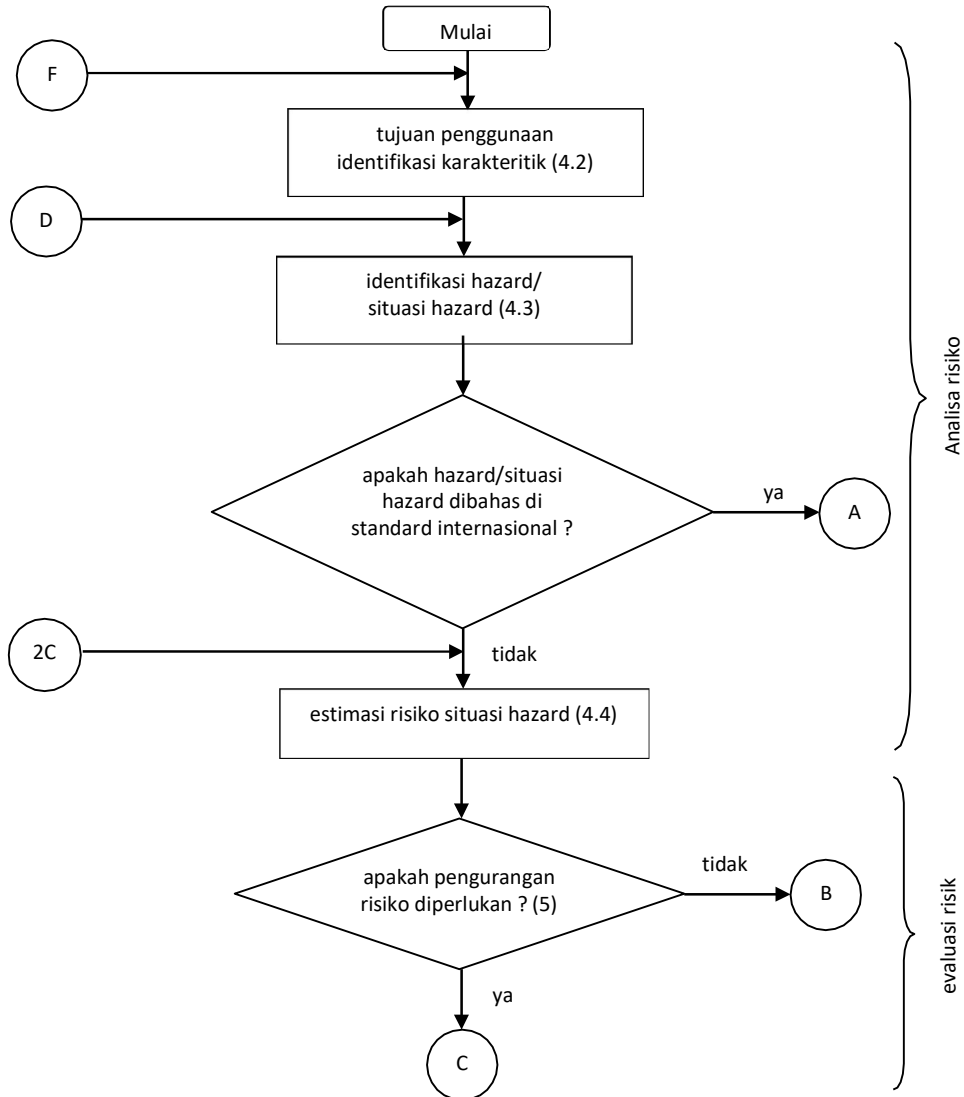 Mulai
F
tujuan penggunaan
identifikasi karakteritik (4.2)
D
identifikasi hazard/
situasi hazard (4.3)
Analisa risiko
apakah hazard/situasi
hazard dibahas di
standard internasional ?
ya
A
2C
tidak
estimasi risiko situasi hazard (4.4)
apakah pengurangan
risiko diperlukan ? (5)
tidak
B
evaluasi risik
ya
C